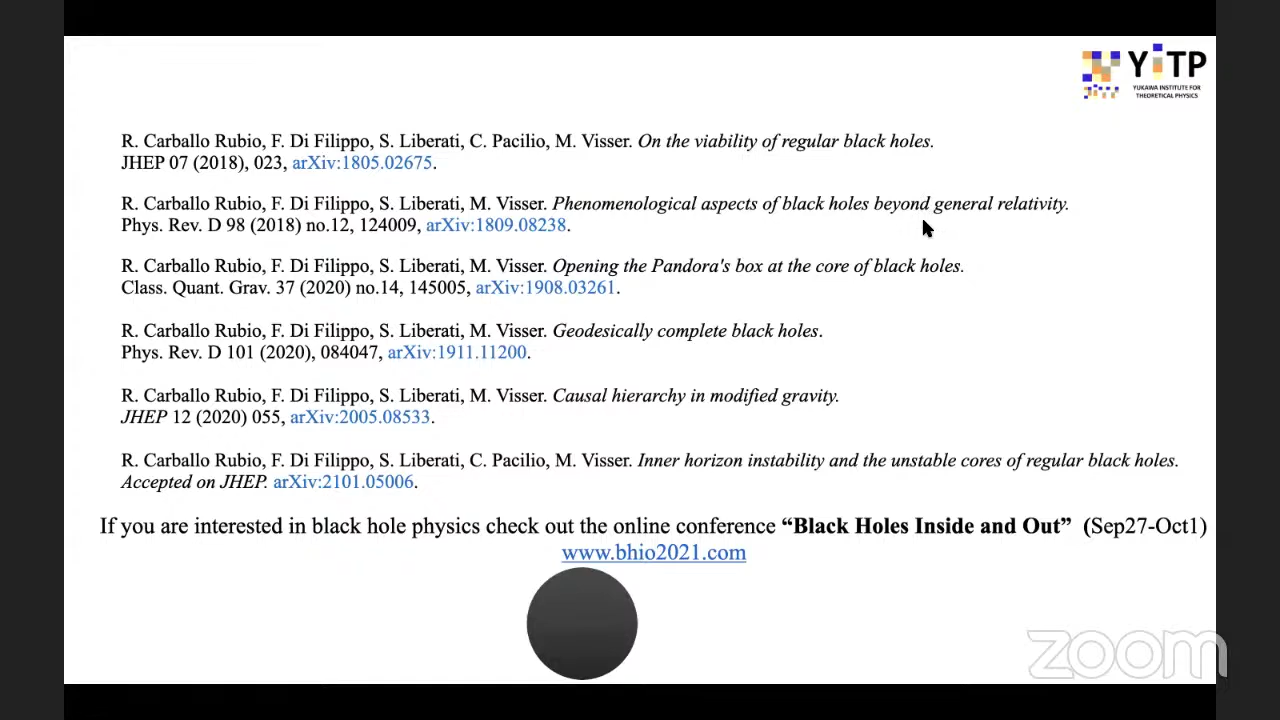 YiTP
YUKAWA INSTITUTE FOR
THEORETICAL PHYSICS
R. Carballo Rubio, F. Di Filippo, S. Liberati, C. Pacilio, M. Visser. On the viability of regular black holes.
JHEP 07 (2018), 023, arXiv:1805.02675.
R. Carballo Rubio, F. Di Filippo, S. Liberati, M. Visser. Phenomenological aspects of black holes beyond general relativity.
Phys. Rev. D 98 (2018) no.12, 124009, arXiv:1809.08238.
R. Carballo Rubio, F. Di Filippo, S. Liberati, M. Visser. Opening the Pandora's box at the core of black holes.
Class. Quant. Grav. 37 (2020) no.14, 145005, arXiv:1908.03261.
R. Carballo Rubio, F. Di Filippo, S. Liberati, M. Visser. Geodesically complete black holes.
Phys. Rev. D 101 (2020), 084047, arXiv:1911.11200.
R. Carballo Rubio, F. Di Filippo, S. Liberati, M. Visser. Causal hierarchy in modified gravity.
JHEP 12 (2020) 055, arXiv:2005.08533.
R. Carballo Rubio, F. Di Filippo, S. Liberati, C. Pacilio, M. Visser. Inner horizon instability and the unstable cores of regular black holes.
Accepted on JHEP. arXiv:2101.05006.
If you are interested in black hole physics check out the online conference “Black Holes Inside and Out” (Sep27-Oct1)
www.bhio2021.com
zoom